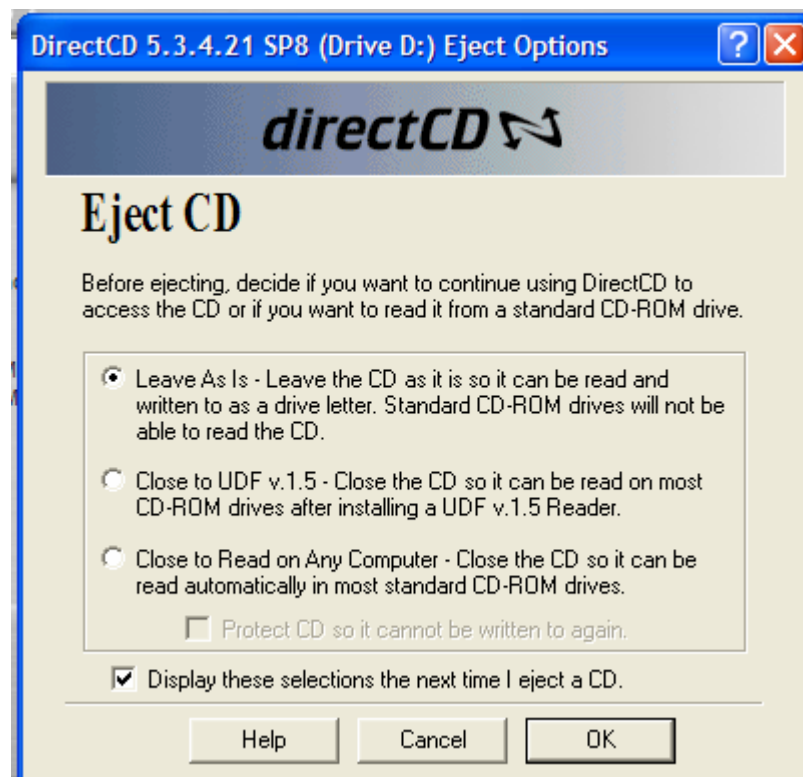 DirectCD 5.3.4.21 SP8 (Drive D:) Eject Options
directCD
Eject CD
Before ejecting, decide if you want to continue using DirectCD to
access the CD or if you want to read it from a standard CD-ROM drive.
Leave As Is - Leave the CD as it is so it can be read and
written to as a drive letter. Standard CD-ROM drives will not be
able to read the CD.
Close to UDF v.1.5 - Close the CD so it can be read on most
CD-ROM drives after installing a UDF v.1.5 Reader.
Close to Read on Any Computer - Close the CD so it can be
read automatically in most standard CD-ROM drives.
Protect CD so it cannot be written to again.
Display these selections the next time I eject a CD.
Help Cancel OK